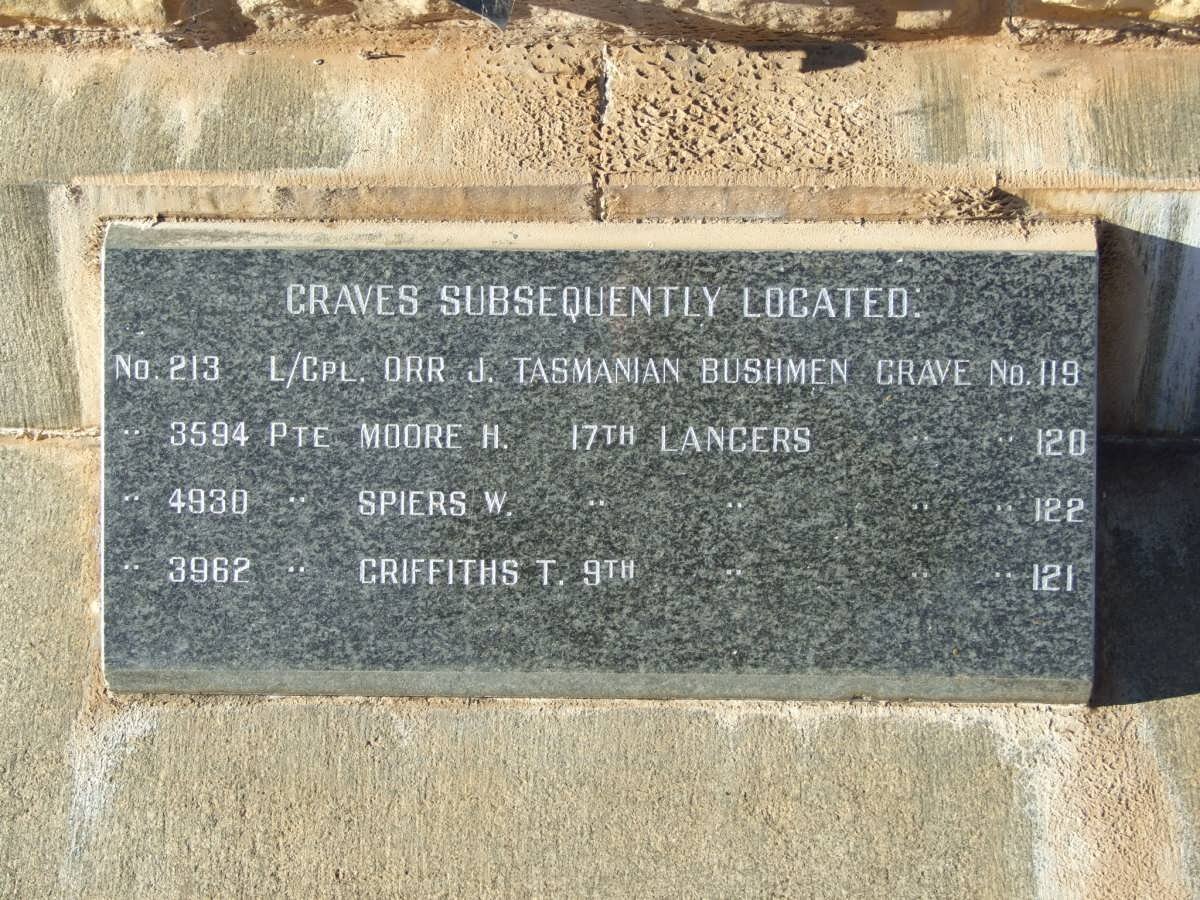 GRAVES SUBSEQUENTLY LOCATED:
No. 213 L/CPL. ORR J. TASMANIAN BUSHMEN GRAVE No. 119
" 3594 PTE MOORE H. 17TH LANCERS " " 120
" 4930 " SPIERS W. " " " " 122
" 3962 " GRIFFITHS T. 9TH " " " 121